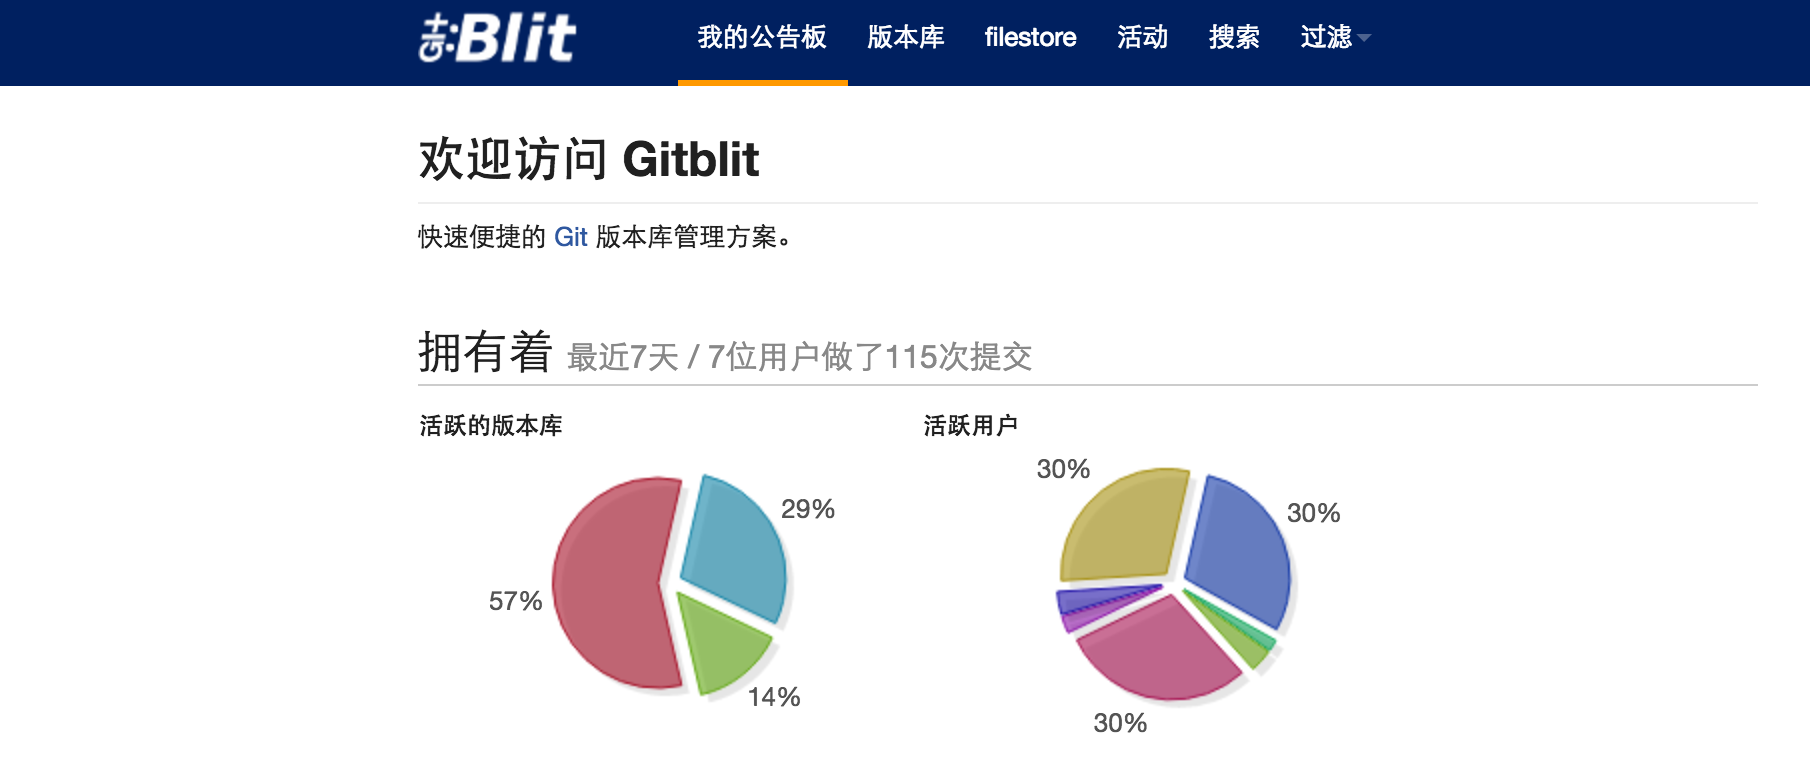 Git:Blit
我的公告板 版本库 filestore 活动 搜索 过滤
欢迎访问 Gitblit
快速便捷的 Git 版本库管理方案。
拥有着 最近7天 / 7位用户做了115次提交
活跃的版本库 活跃用户
29%
57%
14%
30%
30%
30%